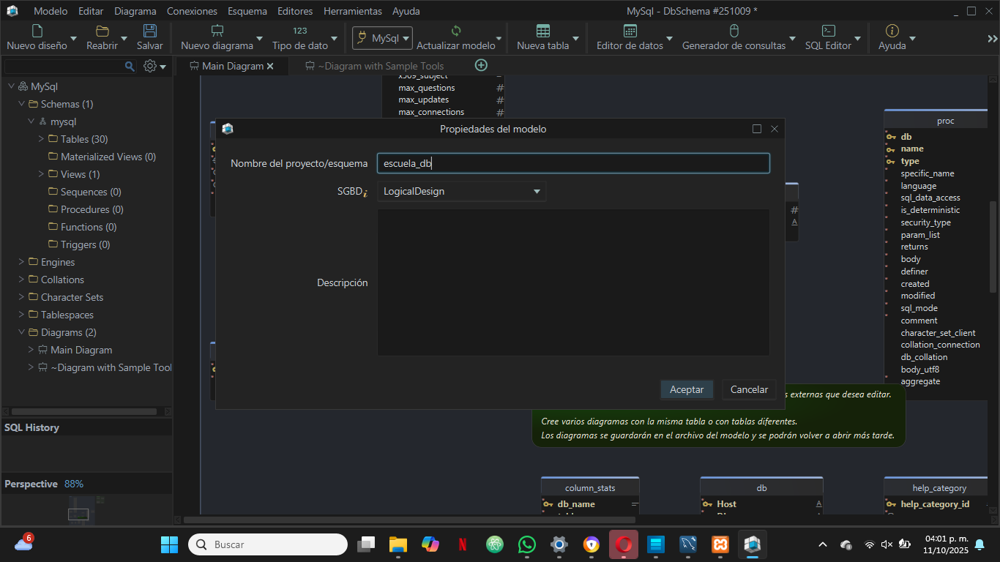 Modelo Editar Diagrama Conexiones Esquema Editores Herramientas Ayuda
MySql - DbSchema #251009 *
123
Nuevo diseño Reabrir Salvar Nuevo diagrama Tipo de dato MySql Actualizar modelo Nueva tabla Editor de datos Generador de consultas SQL Editor Ayuda
Main Diagram
~Diagram with Sample Tools
MySql
Schemas (1)
mysql
Tables (30)
Materialized Views (0)
Views (1)
Sequences (0)
Procedures (0)
Functions (0)
Triggers (0)
Engines
Collations
Character Sets
Tablespaces
Diagrams (2)
Main Diagram
~Diagram with Sample Tool
SQL History
Perspective 88%
x509_subject
max_questions #
max_updates #
max_connections #
Propiedades del modelo
Nombre del proyecto/esquema escuela_db
SGBD LogicalDesign
Descripción
Aceptar Cancelar
#
A
proc
db
name
type
specific_name
language
sql_data_access
is_deterministic
security_type
param_list
returns
body
definer
created
modified
sql_mode
comment
character_set_client
collation_connection
db_collation
body_utf8
aggregate
s externas que desea editar.
Cree varios diagramas con la misma tabla o con tablas diferentes.
Los diagramas se guardarán en el archivo del modelo y se podrán volver a abrir más tarde.
column_stats
db_name
db
Host A
help_category
help_category_id
6
Buscar
04:01 p. m.
11/10/2025